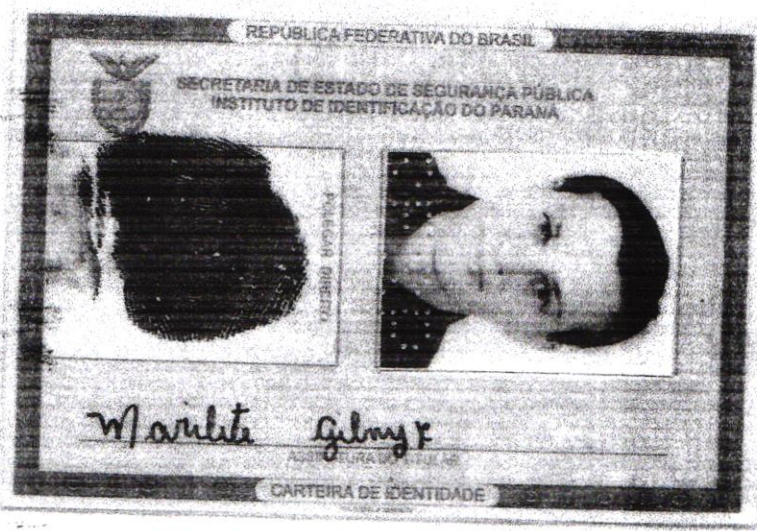 REPÚBLICA FEDERATIVA DO BRASIL
SECRETARIA DE ESTADO DE SEGURANÇA PÚBLICA
INSTITUTO DE IDENTIFICAÇÃO DO PARANÁ
POLEGAR DIREITO
ASSINATURA DO TITULAR
CARTEIRA DE IDENTIDADE